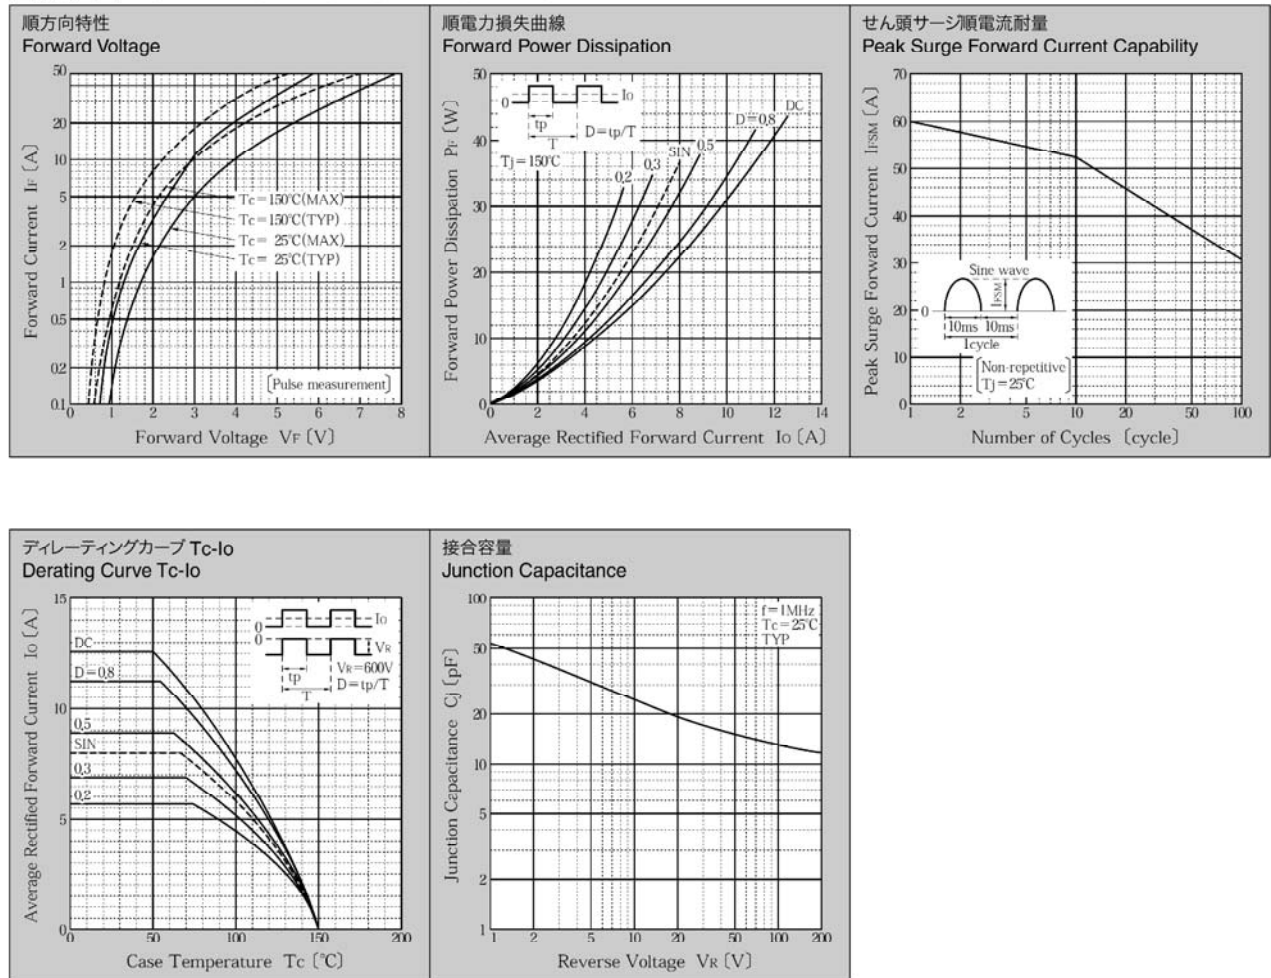 順方向特性
Forward Voltage
50
20
10
5
2
1
0.5
0.2
0.1
0 1 2 3 4 5 6 7 8
Forward Current IF [A]
Tc=150℃(MAX)
Tc=150℃(TYP)
Tc= 25℃(MAX)
Tc= 25℃(TYP)
[Pulse measurement]
Forward Voltage VF [V]
順電力損失曲線
Forward Power Dissipation
50
40
30
20
10
0
0 2 4 6 8 10 12 14
Forward Power Dissipation PF [W]
0
Io
tp
T
D=tp/T
Tj=150℃
0.2
0.3
SIN
0.5
D=0.8
DC
Average Rectified Forward Current Io [A]
せん頭サージ順電流耐量
Peak Surge Forward Current Capability
70
60
50
40
30
20
10
0
1 2 5 10 20 50 100
Peak Surge Forward Current IFSM [A]
Sine wave
IFSM
0
10ms 10ms
1cycle
[Non-repetitive
Tj=25℃]
Number of Cycles [cycle]
ディレーティングカーブ Tc-Io
Derating Curve Tc-Io
15
10
5
0
0 50 100 150 200
Average Rectified Forward Current Io [A]
DC
D=0.8
0.5
SIN
0.3
0.2
0
Io
0
VR
tp
T
VR=600V
D=tp/T
Case Temperature Tc [℃]
接合容量
Junction Capacitance
100
50
20
10
5
2
1
1 2 5 10 20 50 100 200
Junction Capacitance Cj [pF]
f=1MHz
Tc=25℃
TYP
Reverse Voltage VR [V]